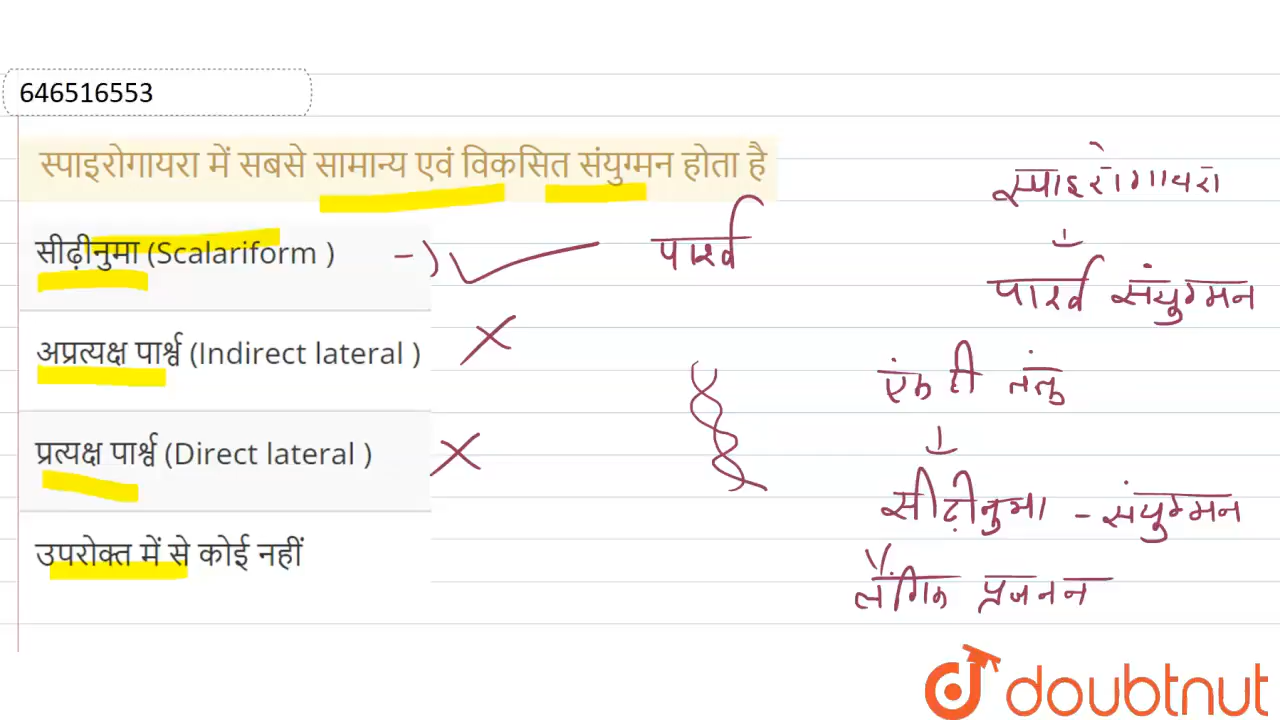 646516553
स्पाइरोगायरा में सबसे सामान्य एवं विकसित संयुग्मन होता है
सीढ़ीनुमा (Scalariform )
अप्रत्यक्ष पार्श्व (Indirect lateral )
प्रत्यक्ष पार्श्व (Direct lateral )
उपरोक्त में से कोई नहीं
पार्श्व
स्पाइरोगायरा
पार्श्व संयुग्मन
एक ही तंतु
सीढ़ीनुमा - संयुग्मन
लैंगिक प्रजनन
doubtnut